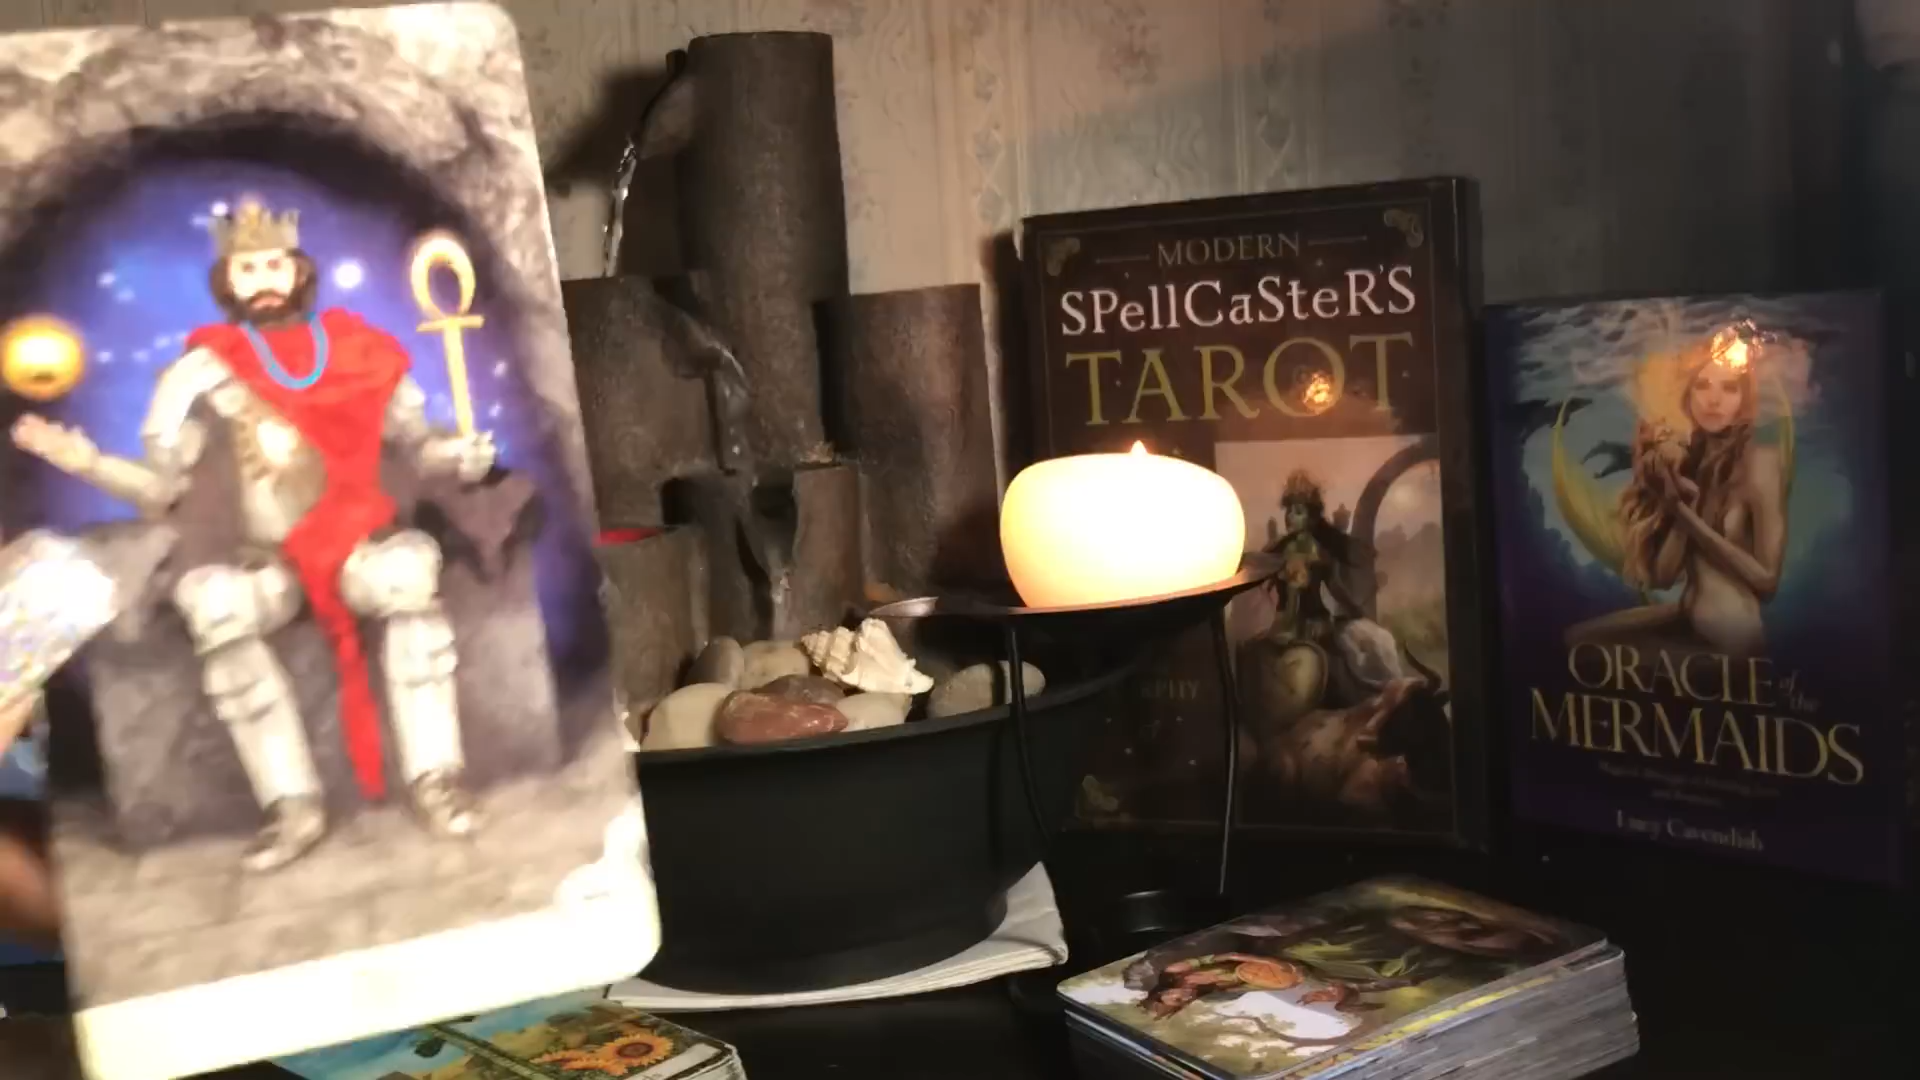 MODERN
SPellCaSteR'S
TAROT
ORACLE of the
MERMAIDS
Lucy Cavendish